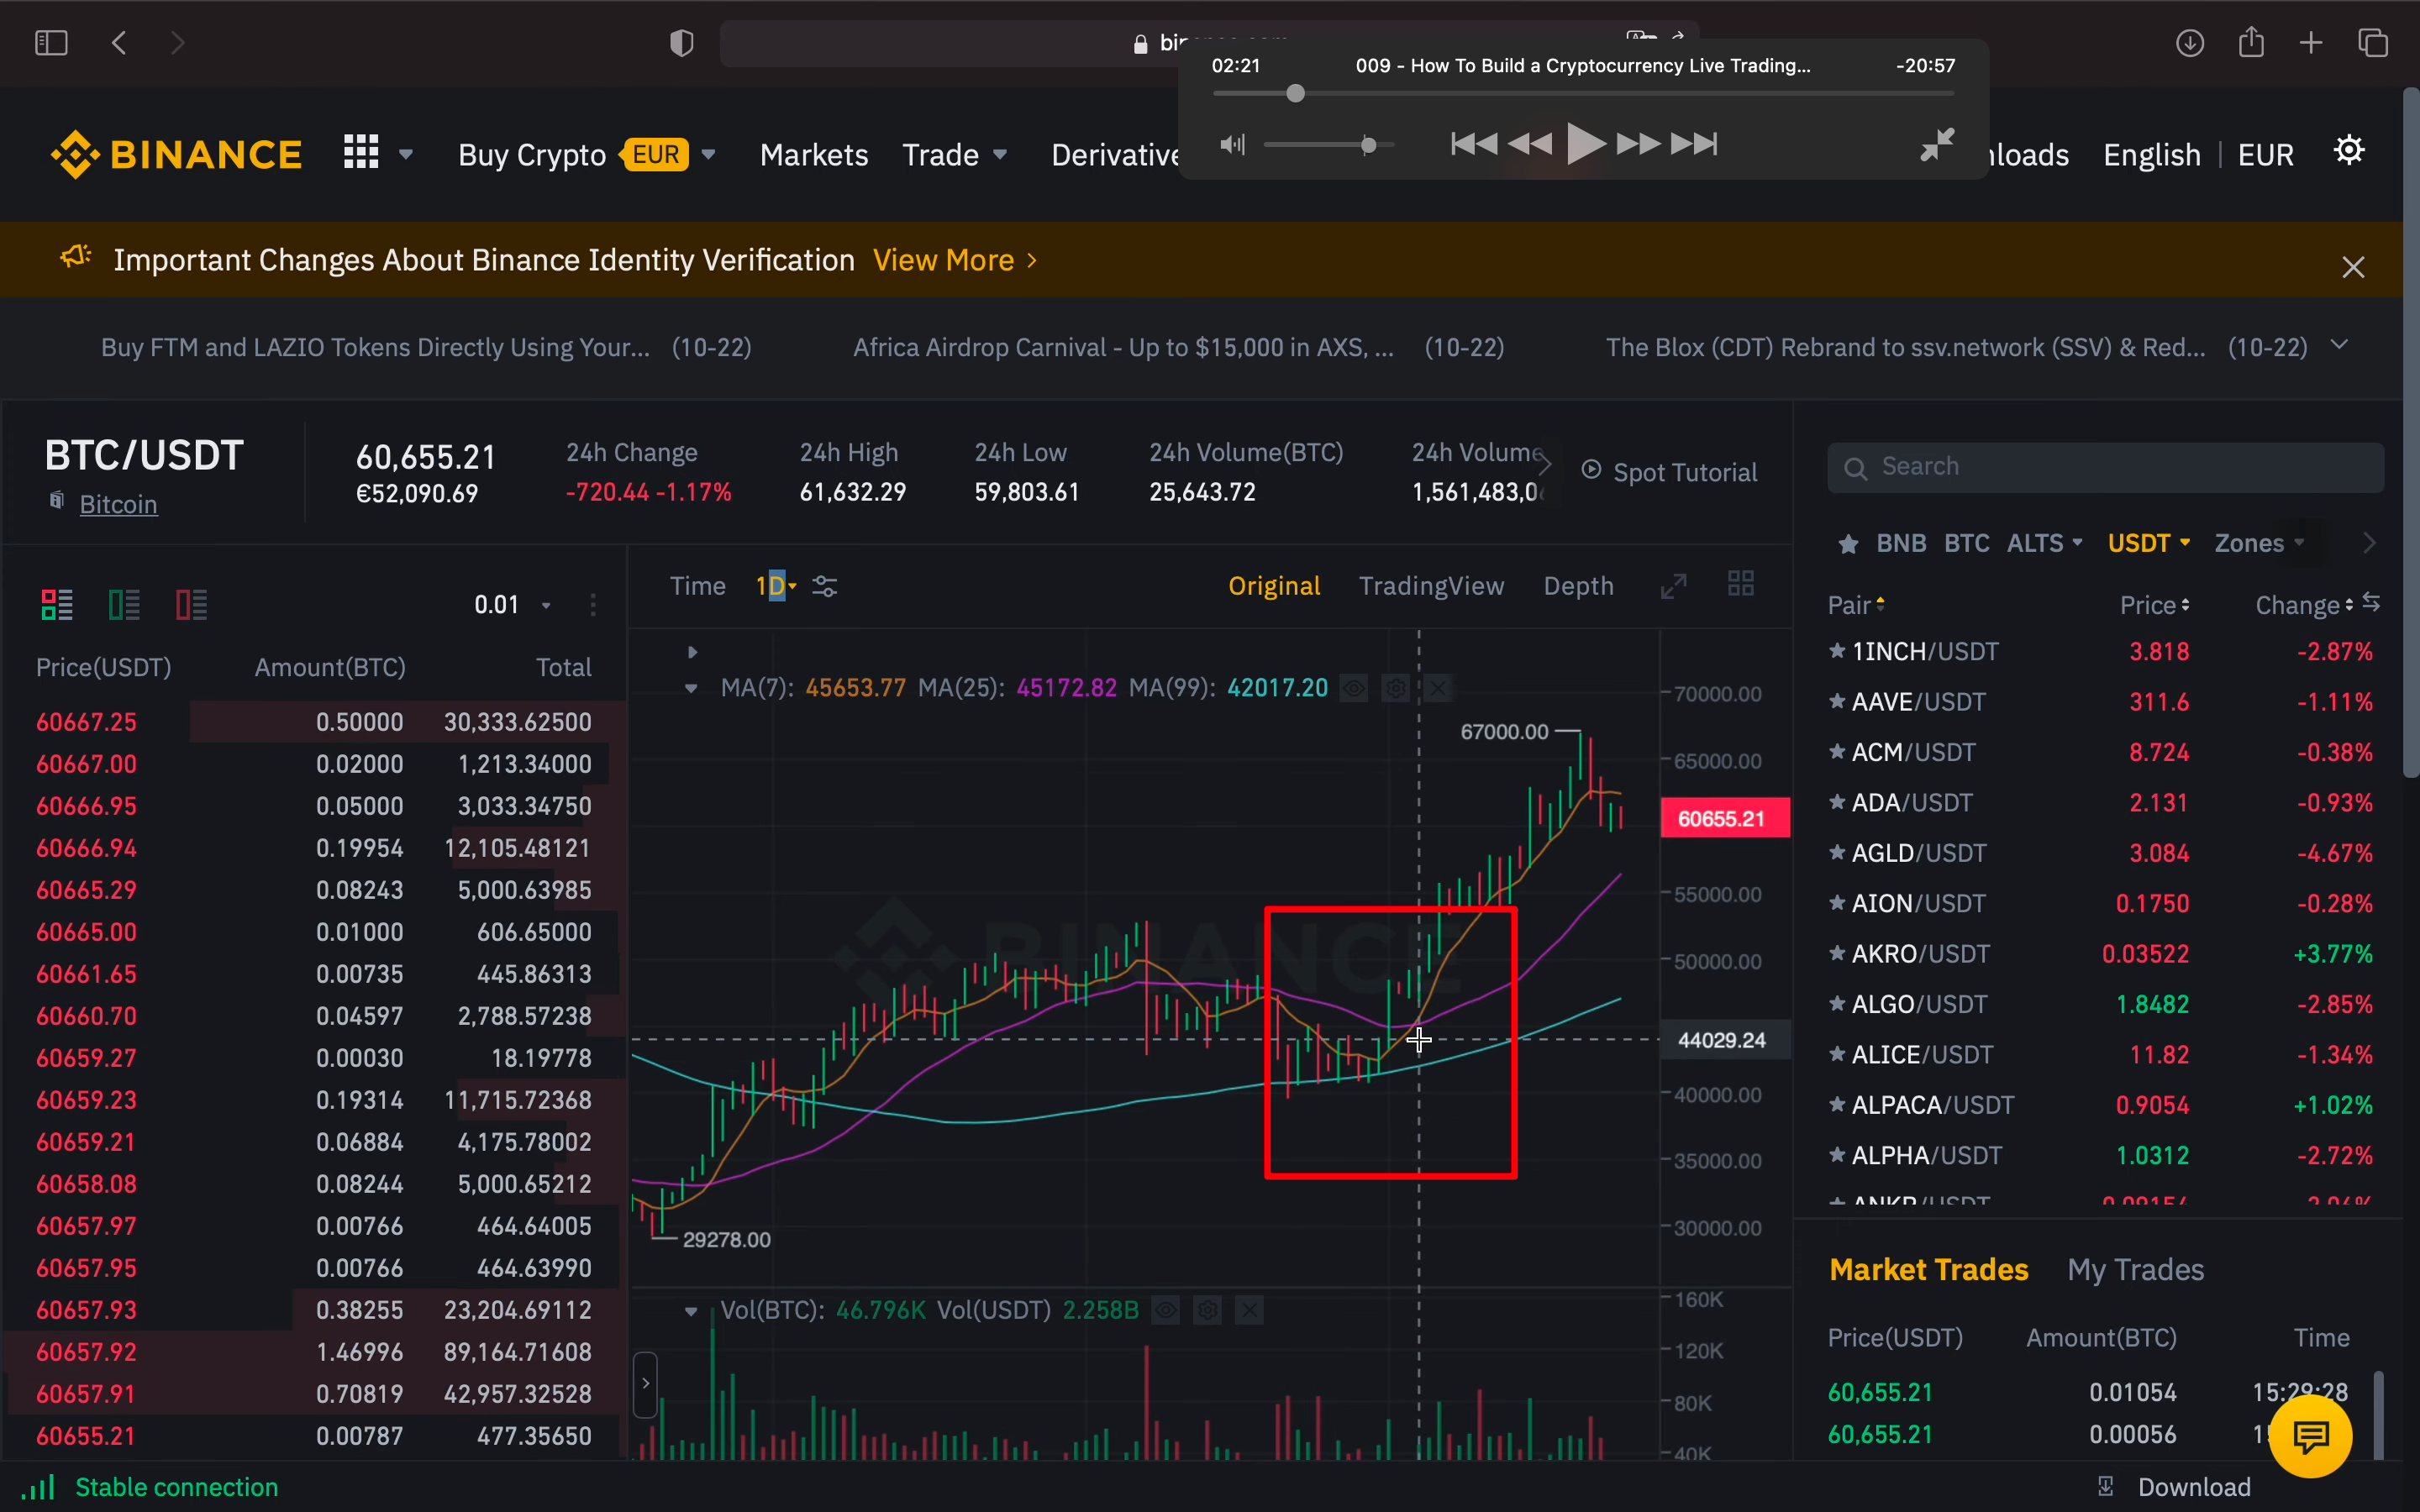 bin
02:21 009 - How To Build a Cryptocurrency Live Trading... -20:57
BINANCE Buy Crypto EUR Markets Trade Derivative English EUR
Important Changes About Binance Identity Verification View More
Buy FTM and LAZIO Tokens Directly Using Your... (10-22) Africa Airdrop Carnival - Up to $15,000 in AXS, ... (10-22) The Blox (CDT) Rebrand to ssv.network (SSV) & Red... (10-22)
BTC/USDT
Bitcoin
60,655.21
€52,090.69
24h Change
-720.44 -1.17%
24h High
61,632.29
24h Low
59,803.61
24h Volume(BTC)
25,643.72
24h Volume
1,561,483,0
Spot Tutorial
0.01
Price(USDT) Amount(BTC) Total
60667.25 0.50000 30,333.62500
60667.00 0.02000 1,213.34000
60666.95 0.05000 3,033.34750
60666.94 0.19954 12,105.48121
60665.29 0.08243 5,000.63985
60665.00 0.01000 606.65000
60661.65 0.00735 445.86313
60660.70 0.04597 2,788.57238
60659.27 0.00030 18.19778
60659.23 0.19314 11,715.72368
60659.21 0.06884 4,175.78002
60658.08 0.08244 5,000.65212
60657.97 0.00766 464.64005
60657.95 0.00766 464.63990
60657.93 0.38255 23,204.69112
60657.92 1.46996 89,164.71608
60657.91 0.70819 42,957.32528
60655.21 0.00787 477.35650
Time 1D Original TradingView Depth
MA(7): 45653.77 MA(25): 45172.82 MA(99): 42017.20
BINANCE
67000.00
29278.00
70000.00
65000.00
60655.21
55000.00
50000.00
44029.24
40000.00
35000.00
30000.00
Vol(BTC): 46.796K Vol(USDT) 2.258B
160K
120K
80K
40K
Search
BNB BTC ALTS USDT Zones
Pair Price Change
1INCH/USDT 3.818 -2.87%
AAVE/USDT 311.6 -1.11%
ACM/USDT 8.724 -0.38%
ADA/USDT 2.131 -0.93%
AGLD/USDT 3.084 -4.67%
AION/USDT 0.1750 -0.28%
AKRO/USDT 0.03522 +3.77%
ALGO/USDT 1.8482 -2.85%
ALICE/USDT 11.82 -1.34%
ALPACA/USDT 0.9054 +1.02%
ALPHA/USDT 1.0312 -2.72%
Market Trades My Trades
Price(USDT) Amount(BTC) Time
60,655.21 0.01054 15:29:28
60,655.21 0.00056
Stable connection Download